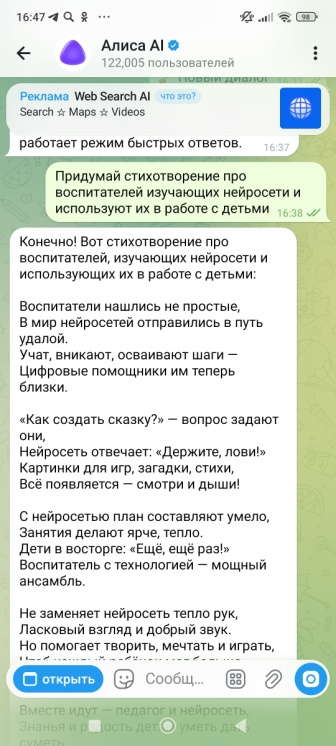 16:47
98
Алиса AI
122,005 пользователей
Новый диалог
Реклама Web Search AI что это?
Search ☆ Maps ☆ Videos
работает режим быстрых ответов. 16:37
Придумай стихотворение про
воспитателей изучающих нейросети и
используют их в работе с детьми 16:38
Конечно! Вот стихотворение про
воспитателей, изучающих нейросети и
использующих их в работе с детьми:
Воспитатели нашлись не простые,
В мир нейросетей отправились в путь
удалой.
Учат, вникают, осваивают шаги —
Цифровые помощники им теперь
близки.
«Как создать сказку?» — вопрос задают
они,
Нейросеть отвечает: «Держите, лови!»
Картинки для игр, загадки, стихи,
Всё появляется — смотри и дыши!
С нейросетью план составляют умело,
Занятия делают ярче, тепло.
Дети в восторге: «Ещё, ещё раз!»
Воспитатель с технологией — мощный
ансамбль.
Не заменяет нейросеть тепло рук,
Ласковый взгляд и добрый звук.
Но помогает творить, мечтать и играть,
открыть
Сообщ...
Вместе идут — педагог и нейросеть,
Знанья и радость детям уметь
суметь